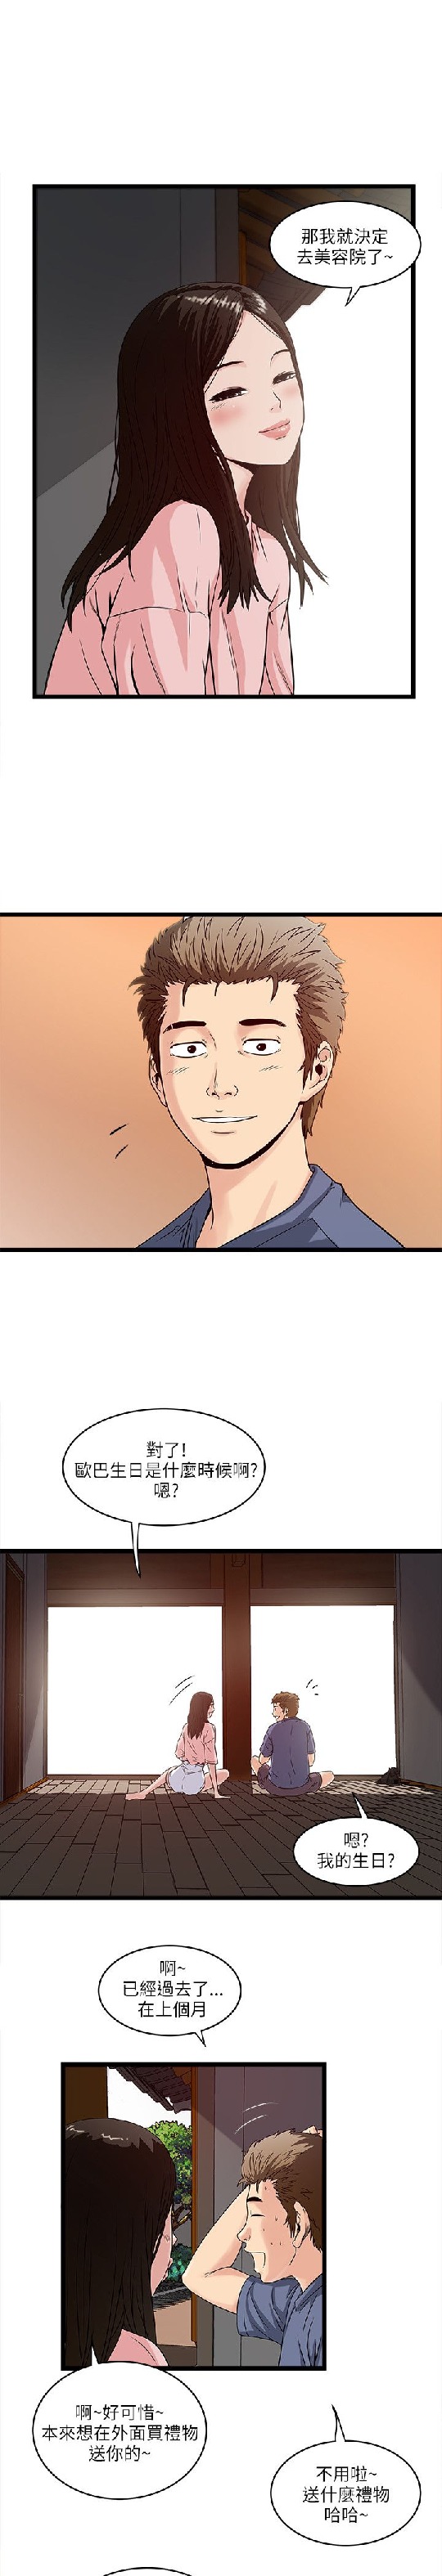 那我就決定
去美容院了~
對了!
歐巴生日是什麼時候啊?
嗯?
嗯?
我的生日?
啊~
已經過去了...
在上個月
啊~好可惜~
本來想在外面買禮物
送你的~
不用啦~
送什麼禮物
哈哈~